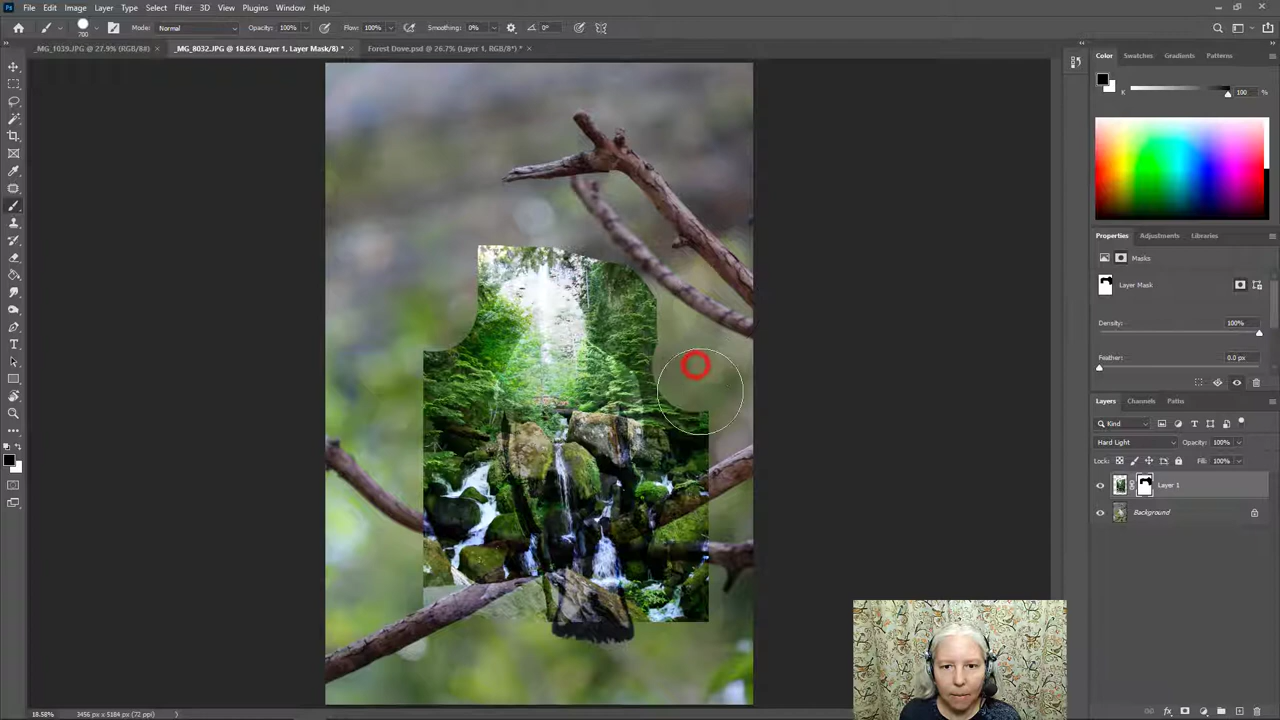 File Edit Image Layer Type Select Filter 3D View Plugins Window Help
700 Mode: Normal Opacity: 100% Flow: 100% Smoothing: 0% 0°
_MG_1039.JPG @ 27.9% (RGB/8#) × _MG_8032.JPG @ 18.6% (Layer 1, Layer Mask/8) * × Forest Dove.psd @ 26.7% (Layer 1, RGB/8*) * ×
Color Swatches Gradients Patterns
K 100 %
Properties Adjustments Libraries
Masks
Layer Mask
Density: 100%
Feather: 0.0 px
Layers Channels Paths
Kind
Hard Light Opacity: 100%
Lock: Fill: 100%
Layer 1
Background
18.58% 3456 px x 5184 px (72 ppi)